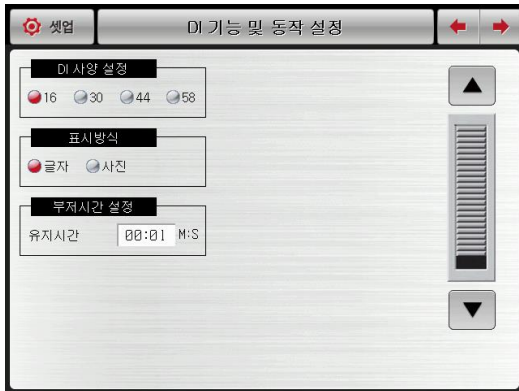 셋업
DI 기능 및 동작 설정
DI 사양 설정
16 30 44 58
표시방식
글자 사진
부저시간 설정
유지시간 00:01 M:S